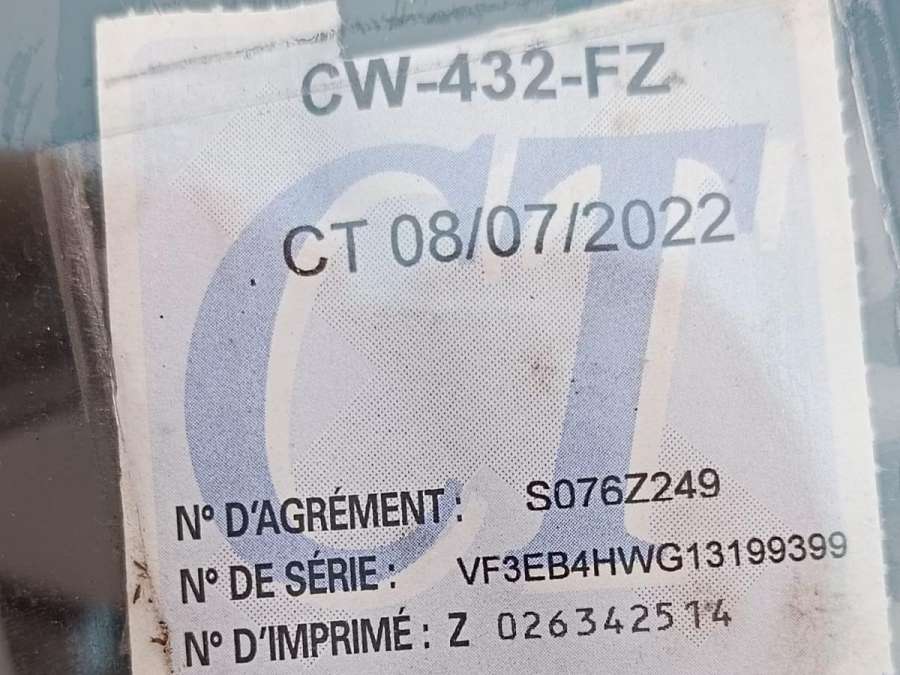 CW-432-FZ
CT 08/07/2022
CT
N° D'AGRÉMENT : S076Z249
N° DE SÉRIE : VF3EB4HWG13199399
N° D'IMPRIMÉ : Z 026342514